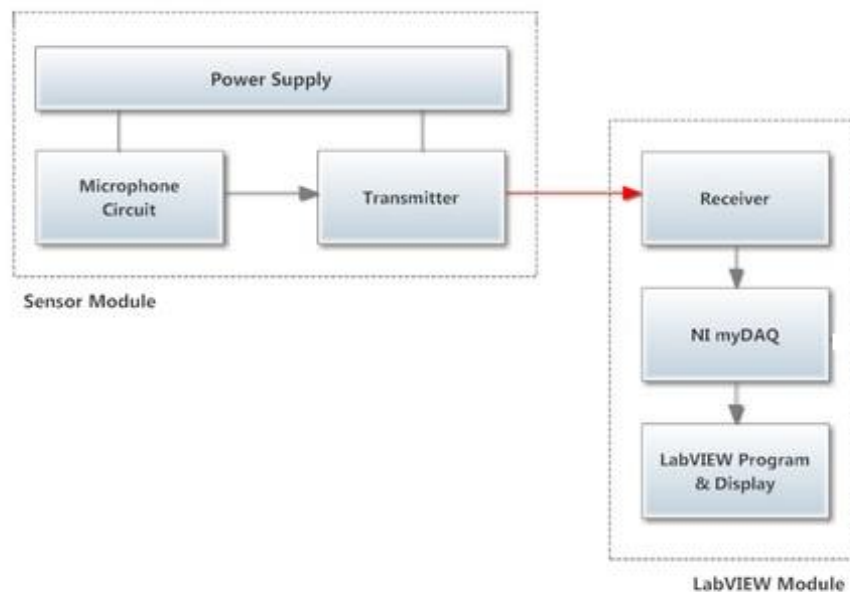 Power Supply
Microphone
Circuit
Transmitter
Sensor Module
Receiver
NI myDAQ
LabVIEW Program
& Display
LabVIEW Module